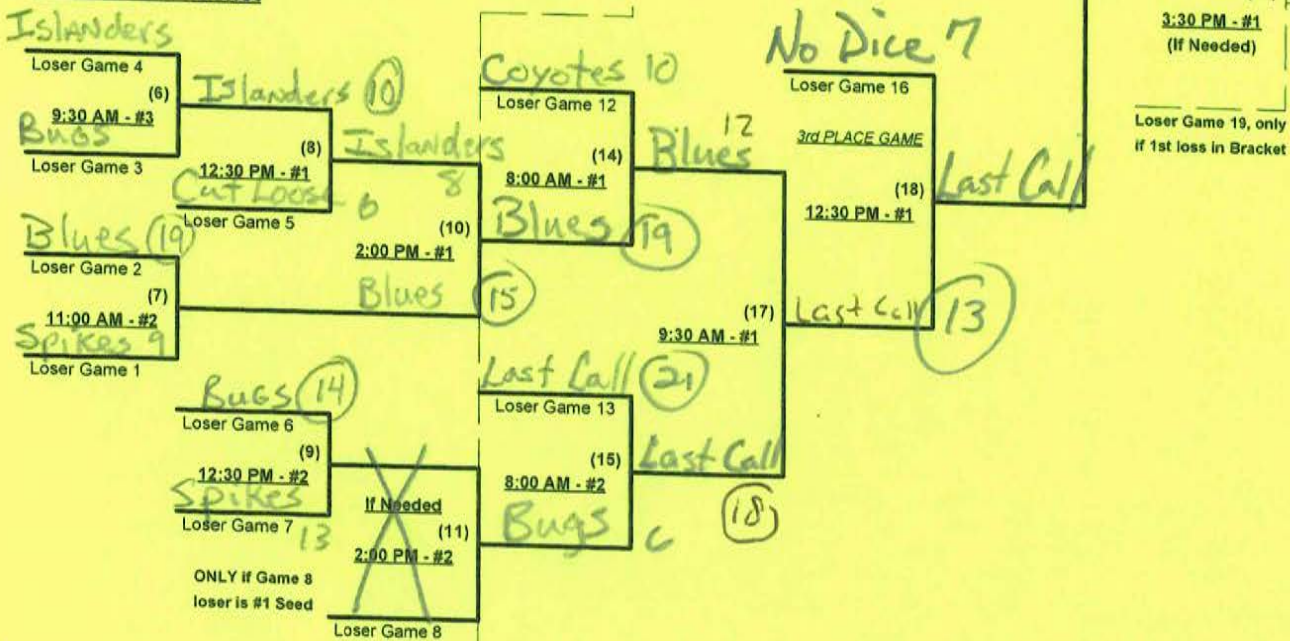 Islanders
Loser Game 4
(6)
9:30 AM - #3
Bugs
Loser Game 3
Islanders 10
(8)
12:30 PM - #1
Cut Loose 6
Loser Game 5
Islanders
8
(10)
2:00 PM - #1
Blues 15
Blues 19
Loser Game 2
(7)
11:00 AM - #2
Spikes 9
Loser Game 1
Bugs 14
Loser Game 6
(9)
12:30 PM - #2
Spikes
Loser Game 7
13
If Needed
(11)
2:00 PM - #2
ONLY if Game 8
loser is #1 Seed
Loser Game 8
Coyotes 10
Loser Game 12
(14)
8:00 AM - #1
Blues 19
12
Blues
Last Call 21
Loser Game 13
(15)
8:00 AM - #2
Bugs 6
Last Call
18
(17)
9:30 AM - #1
No Dice 7
Loser Game 16
3rd PLACE GAME
(18)
12:30 PM - #1
Last Call 13
Last Call
3:30 PM - #1
(If Needed)
Loser Game 19, only
if 1st loss in Bracket